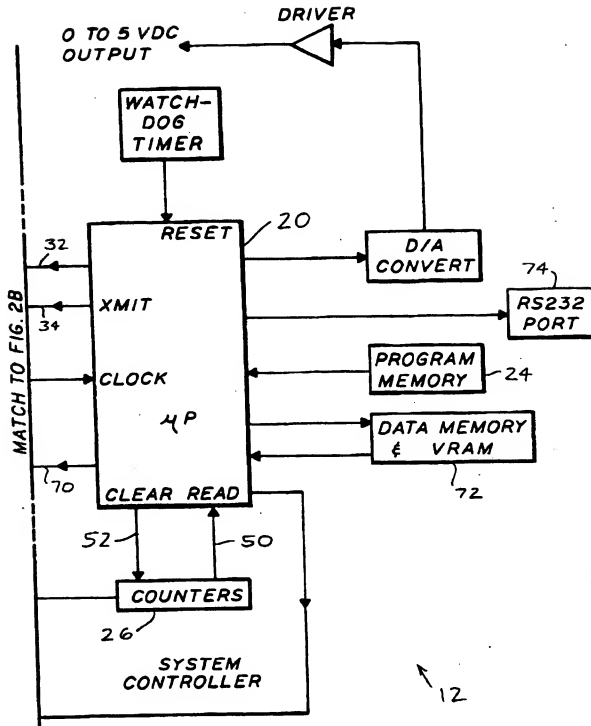 DRIVER
0 TO 5 VDC
OUTPUT
WATCH-
DOG
TIMER
20
RESET
32
D/A
CONVERT
74
XMIT
34
RS232
PORT
MATCH TO FIG. 2B
PROGRAM
MEMORY
24
CLOCK
μP
DATA MEMORY
& VRAM
70
72
CLEAR READ
52
50
COUNTERS
26
SYSTEM
CONTROLLER
12